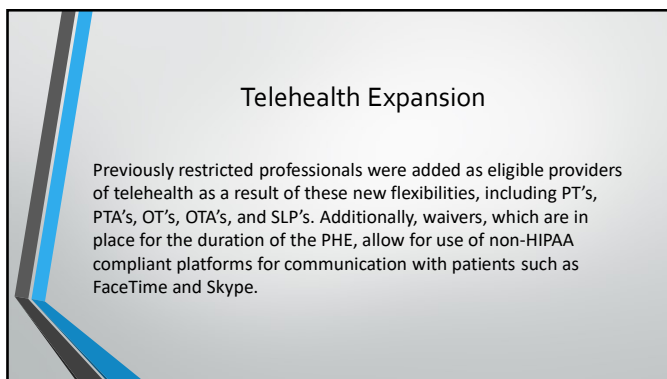 Telehealth Expansion
Previously restricted professionals were added as eligible providers
of telehealth as a result of these new flexibilities, including PT's,
PTA's, OT's, OTA's, and SLP's. Additionally, waivers, which are in
place for the duration of the PHE, allow for use of non-HIPAA
compliant platforms for communication with patients such as
FaceTime and Skype.